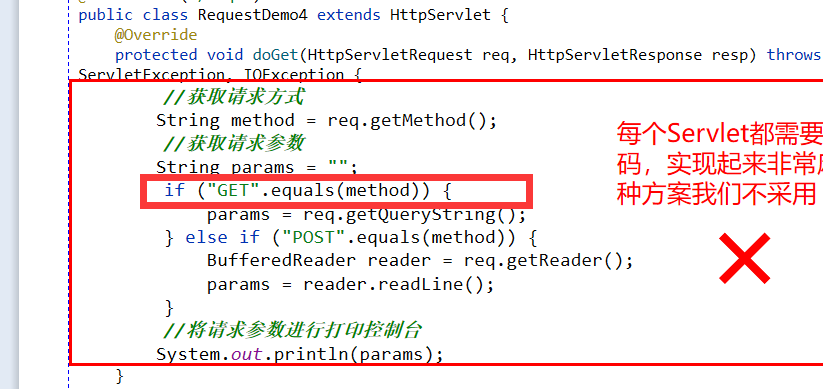 public class RequestDemo4 extends HttpServlet {
@Override
protected void doGet(HttpServletRequest req, HttpServletResponse resp) throws
ServletException, IOException {
//获取请求方式
String method = req.getMethod();
//获取请求参数
String params = "";
if ("GET".equals(method)) {
params = req.getQueryString();
} else if ("POST".equals(method)) {
BufferedReader reader = req.getReader();
params = reader.readLine();
}
//将请求参数进行打印控制台
System.out.println(params);
}
每个Servlet都需要
码，实现起来非常
种方案我们不采用